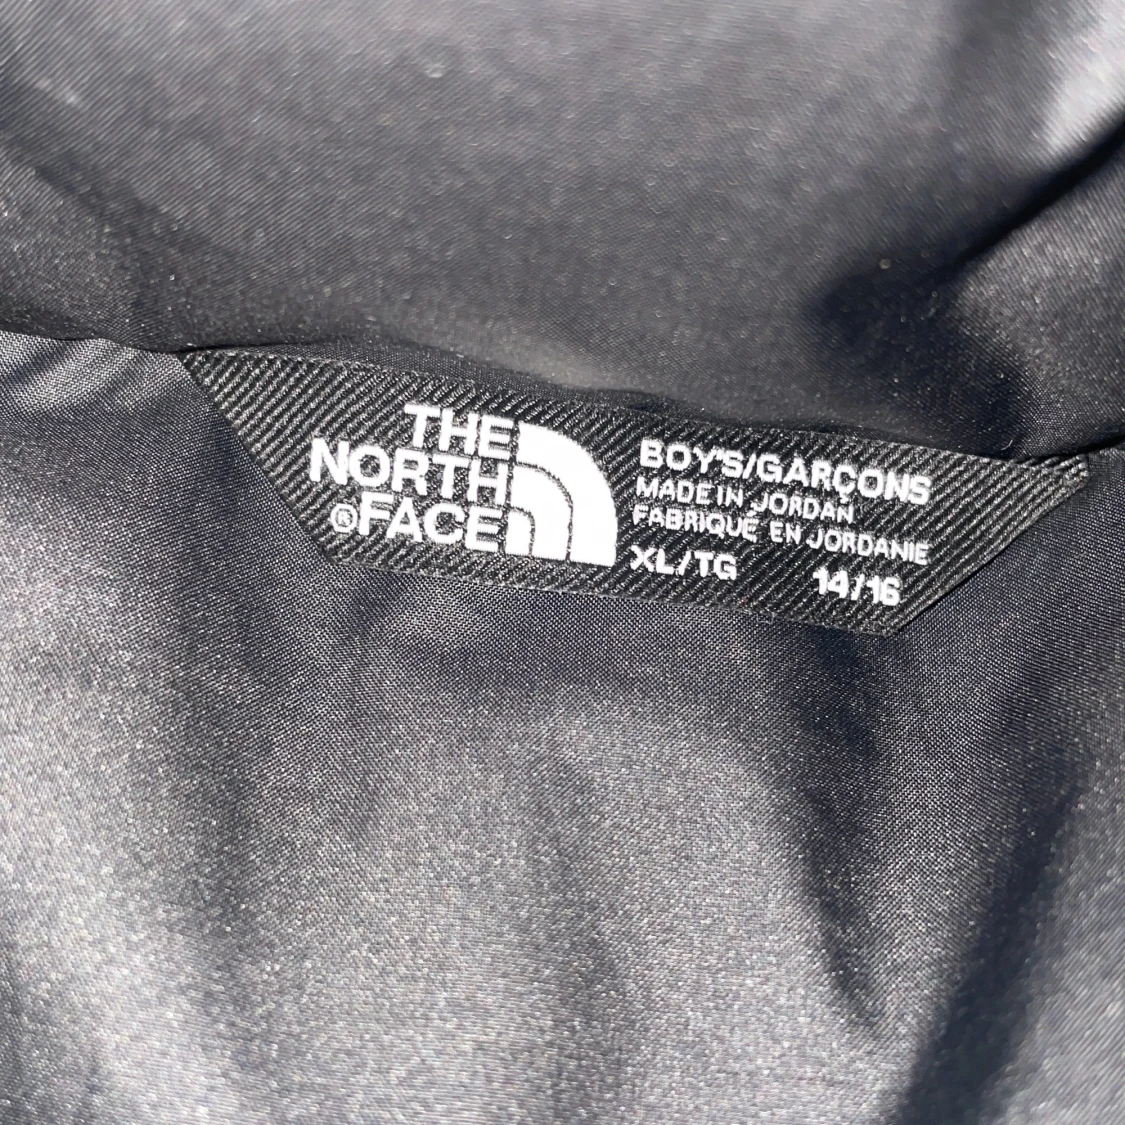 THE
NORTH
®FACE
BOY'S/GARÇONS
MADE IN JORDAN
FABRIQUÉ EN JORDANIE
XL/TG 14/16